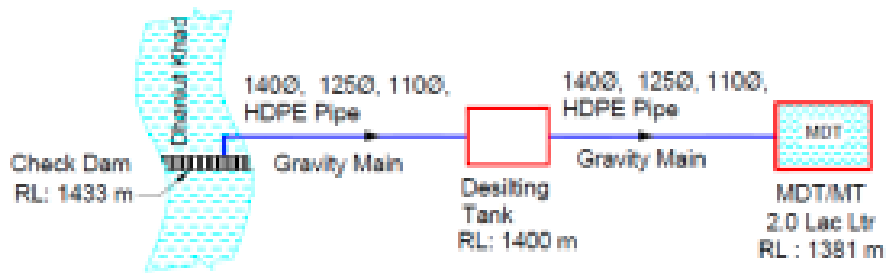 Dhaniut Khad
140Ø, 125Ø, 110Ø,
HDPE Pipe
Gravity Main
Check Dam
RL: 1433 m
Desilting
Tank
RL: 1400 m
140Ø, 125Ø, 110Ø,
HDPE Pipe
Gravity Main
MDT
MDT/MT
2.0 Lac Ltr
RL : 1381 m